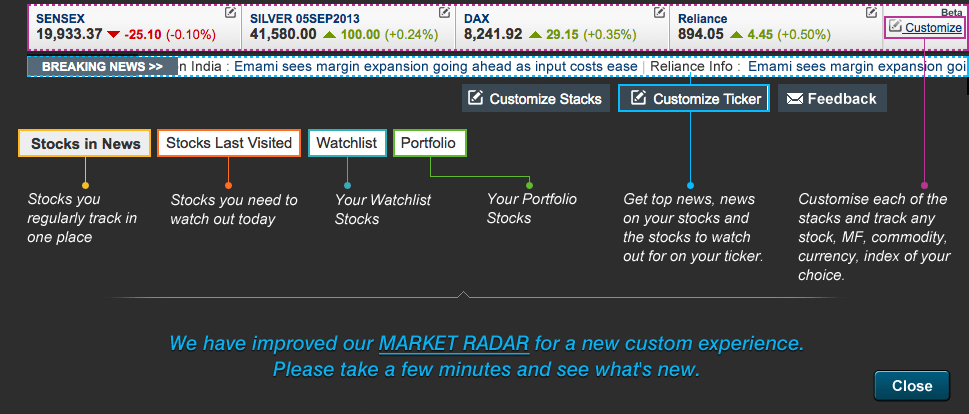 SENSEX
19,933.37 ▼ -25.10 (-0.10%)
SILVER 05SEP2013
41,580.00 ▲ 100.00 (+0.24%)
DAX
8,241.92 ▲ 29.15 (+0.35%)
Reliance
894.05 ▲ 4.45 (+0.50%)
Beta
Customize
BREAKING NEWS >> n India : Emami sees margin expansion going ahead as input costs ease | Reliance Info : Emami sees margin expansion goi
Customize Stacks
Customize Ticker
Feedback
Stocks in News
Stocks Last Visited
Watchlist
Portfolio
Stocks you
regularly track in
one place
Stocks you need to
watch out today
Your Watchlist
Stocks
Your Portfolio
Stocks
Get top news, news
on your stocks and
the stocks to watch
out for on your ticker.
Customise each of the
stacks and track any
stock, MF, commodity,
currency, index of your
choice.
We have improved our MARKET RADAR for a new custom experience.
Please take a few minutes and see what's new.
Close